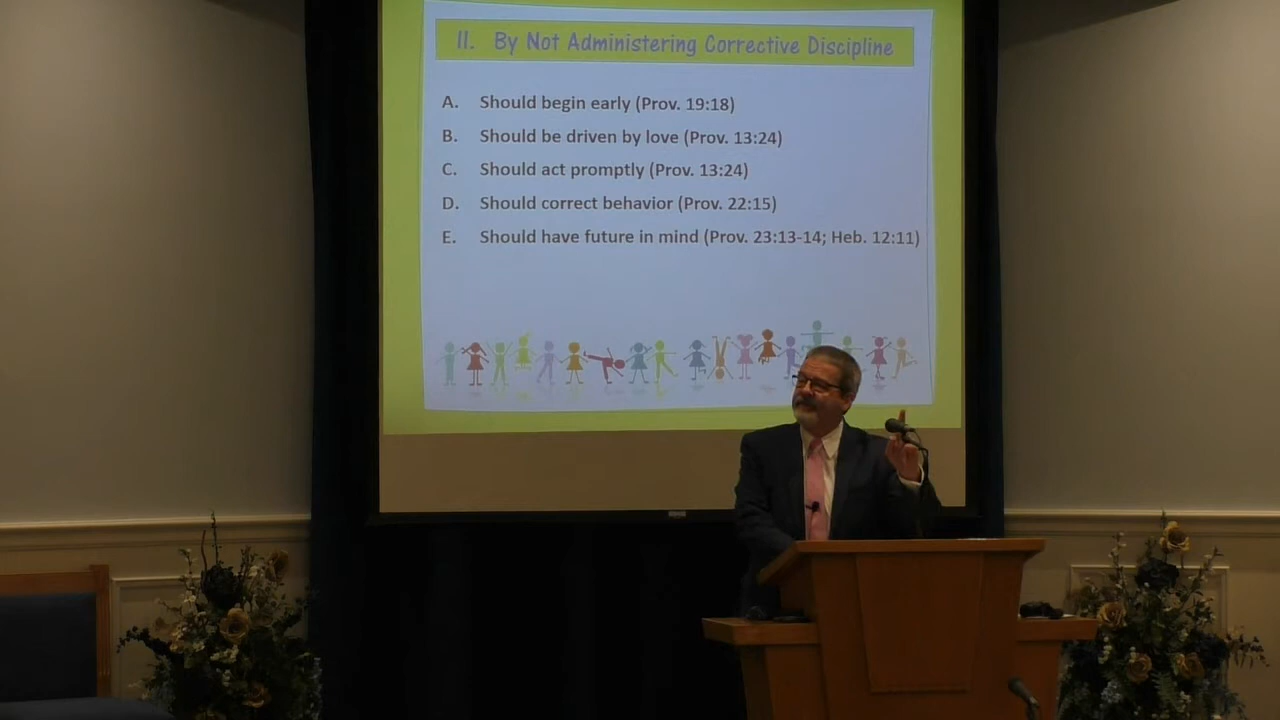 II. By Not Administering Corrective Discipline
A. Should begin early (Prov. 19:18)
B. Should be driven by love (Prov. 13:24)
C. Should act promptly (Prov. 13:24)
D. Should correct behavior (Prov. 22:15)
E. Should have future in mind (Prov. 23:13-14; Heb. 12:11)